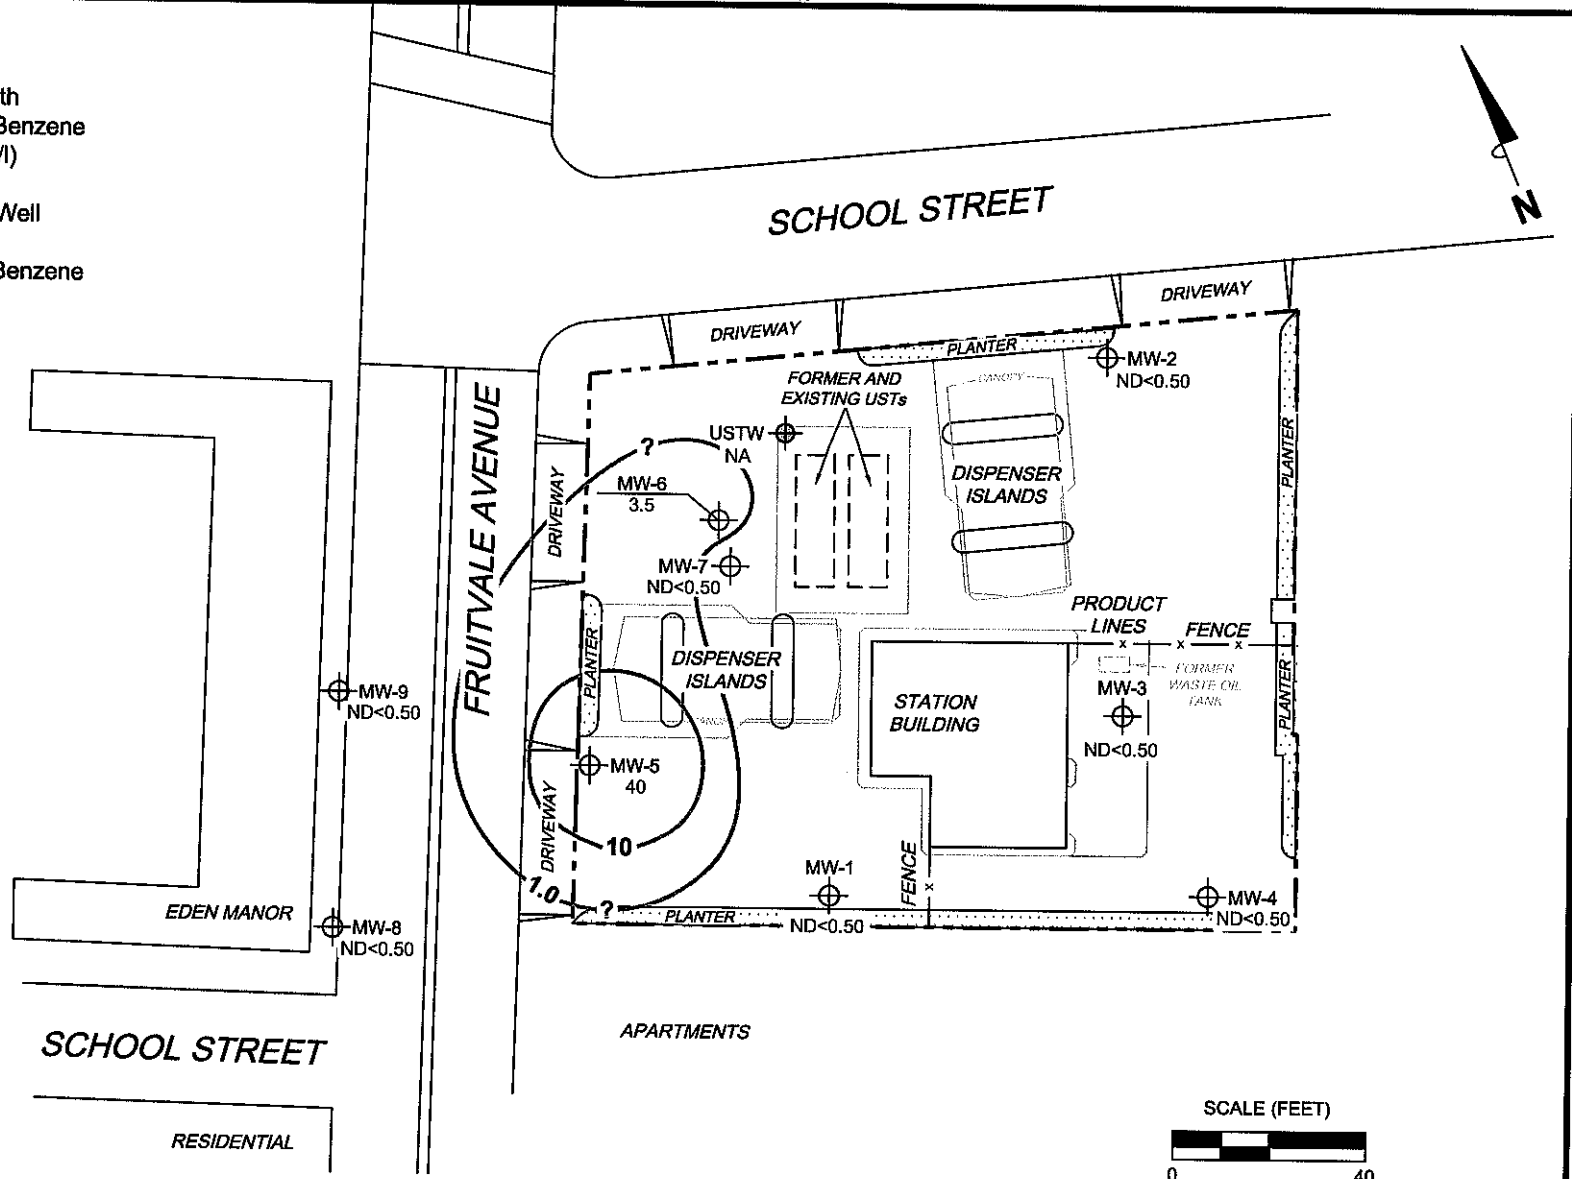 th
Benzene
/l)
Well
Benzene
N
SCHOOL STREET
DRIVEWAY
DRIVEWAY
PLANTER
MW-2
ND<0.50
CANOPY
FORMER AND
EXISTING USTs
USTW
NA
?
MW-6
3.5
DRIVEWAY
FRUITVALE AVENUE
DISPENSER
ISLANDS
PLANTER
MW-7
ND<0.50
PRODUCT
LINES
FENCE
x
x
x
PLANTER
DISPENSER
ISLANDS
FORMER
WASTE OIL
TANK
MW-3
ND<0.50
PLANTER
STATION
BUILDING
MW-9
ND<0.50
MW-5
40
DRIVEWAY
10
1.0
?
PLANTER
MW-1
ND<0.50
FENCE
x
MW-4
ND<0.50
EDEN MANOR
MW-8
ND<0.50
SCHOOL STREET
APARTMENTS
RESIDENTIAL
SCALE (FEET)
0
40